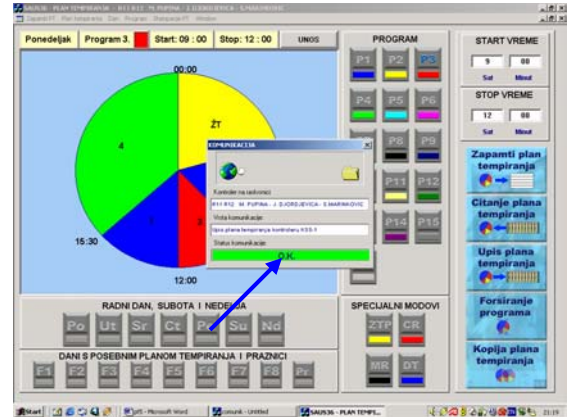 Ponedeljak
Program 3.
Start: 09 : 00
Stop: 12 : 00
UNOS
PROGRAM
START VREME
9 00
Sat Minut
STOP VREME
12 00
Sat Minut
P1 P2 P3
P4 P5 P6
P8 P9
P11 P12
P14 P15
00:00
ŽT
4
15:30
12:00
KOMUNIKACIJA
Kontroler na raskrsnici
Vrsta komunikacije:
Upis plana tempiranja kontroleru
Status komunikacije:
O.K.
Zapamti plan tempiranja
Citanje plana tempiranja
Upis plana tempiranja
Forsiranje programa
Kopija plana tempiranja
RADNI DAN, SUBOTA I NEDELJA
Po Ut Sr Ct Pe Su Nd
DANI S POSEBNIM PLANOM TEMPIRANJA I PRAZNICI
F1 F2 F3 F4 F5 F6 F7 F8 Pr
SPECIJALNI MODOVI
ZTP CR
MR DT
Start
Microsoft Word
21:19